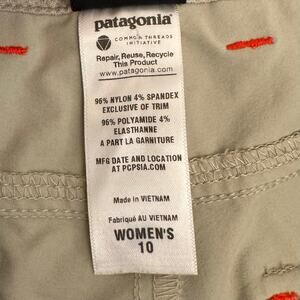 patagonia
COMMON THREADS
INITIATIVE
Repair, Reuse, Recycle
This Product
www.patagonia.com
96% NYLON 4% SPANDEX
EXCLUSIVE OF TRIM
96% POLYAMIDE 4%
ELASTHANNE
A PART LA GARNITURE
MFG DATE AND LOCATION
AT PCPSIA.COM
Made in VIETNAM
Fabriqué AU VIETNAM
WOMEN'S
10